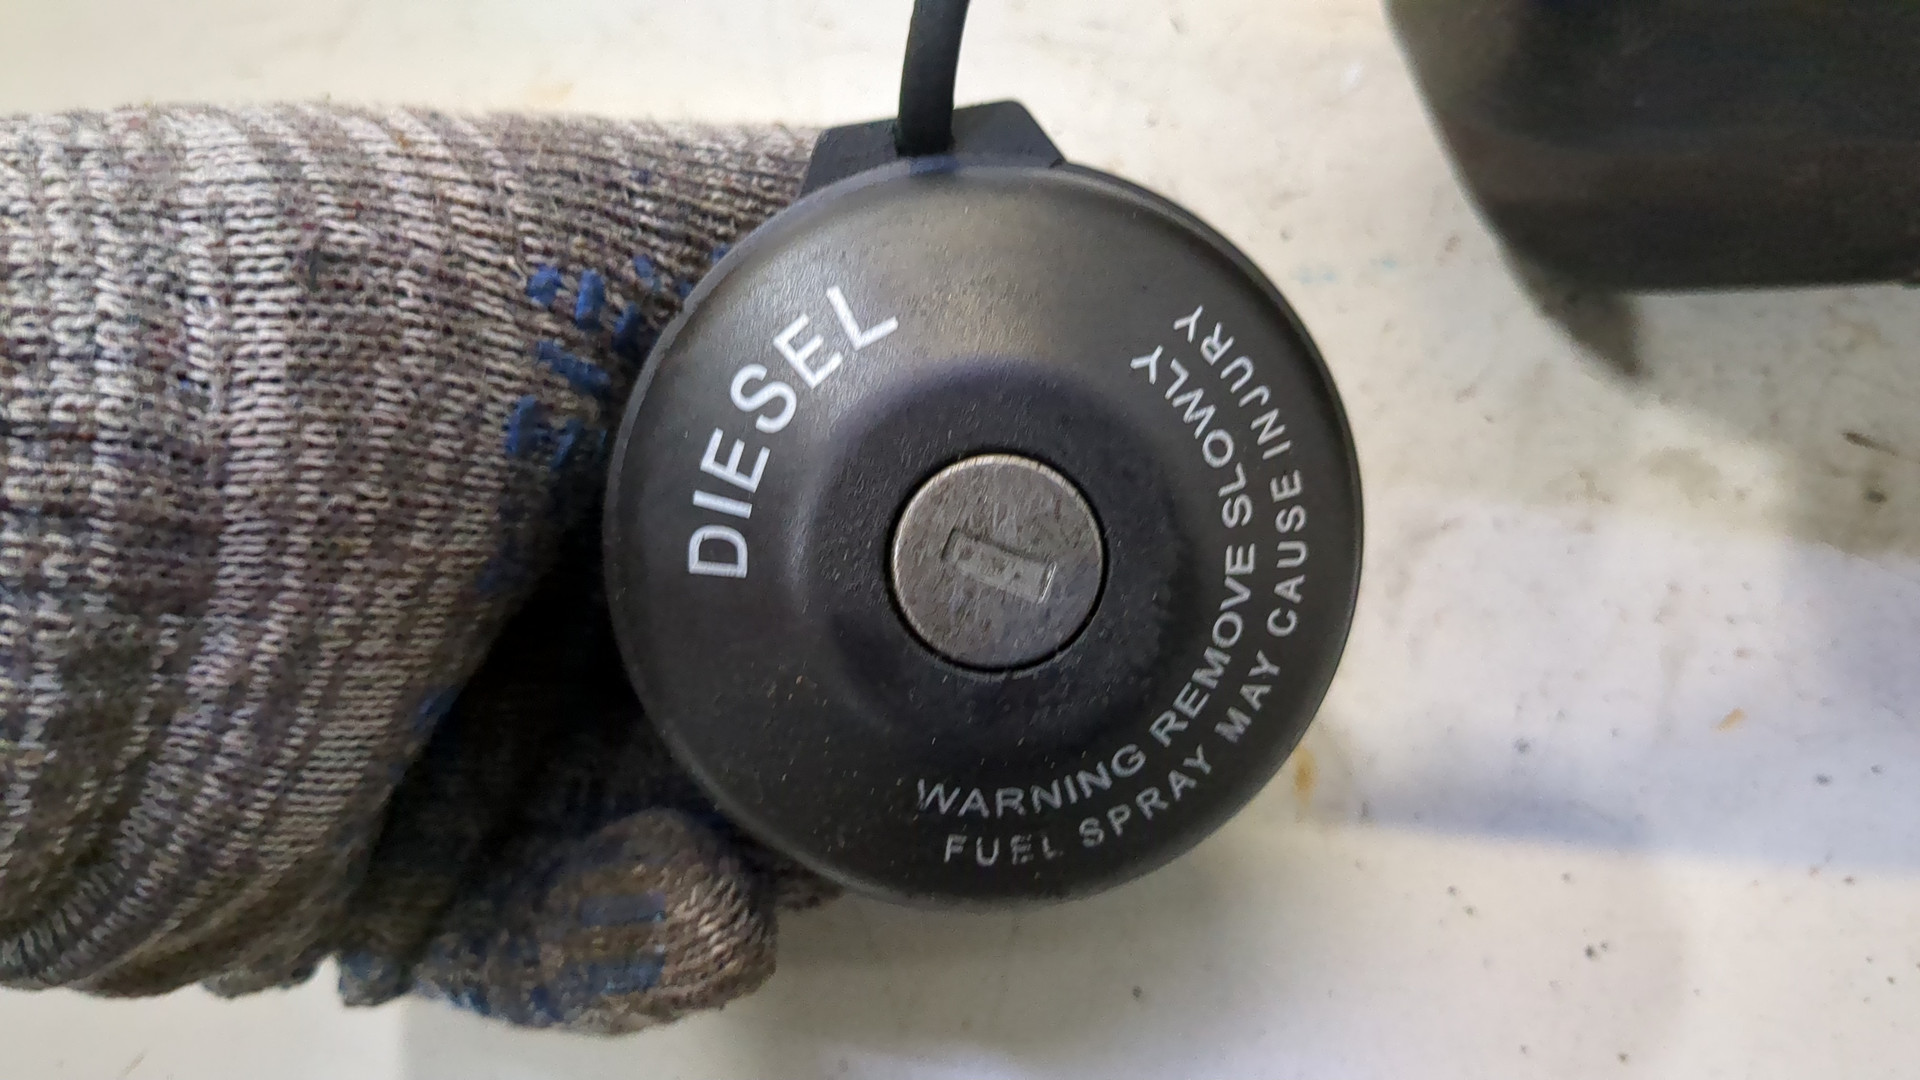 DIESEL
WARNING REMOVE SLOWLY
FUEL SPRAY MAY CAUSE INJURY